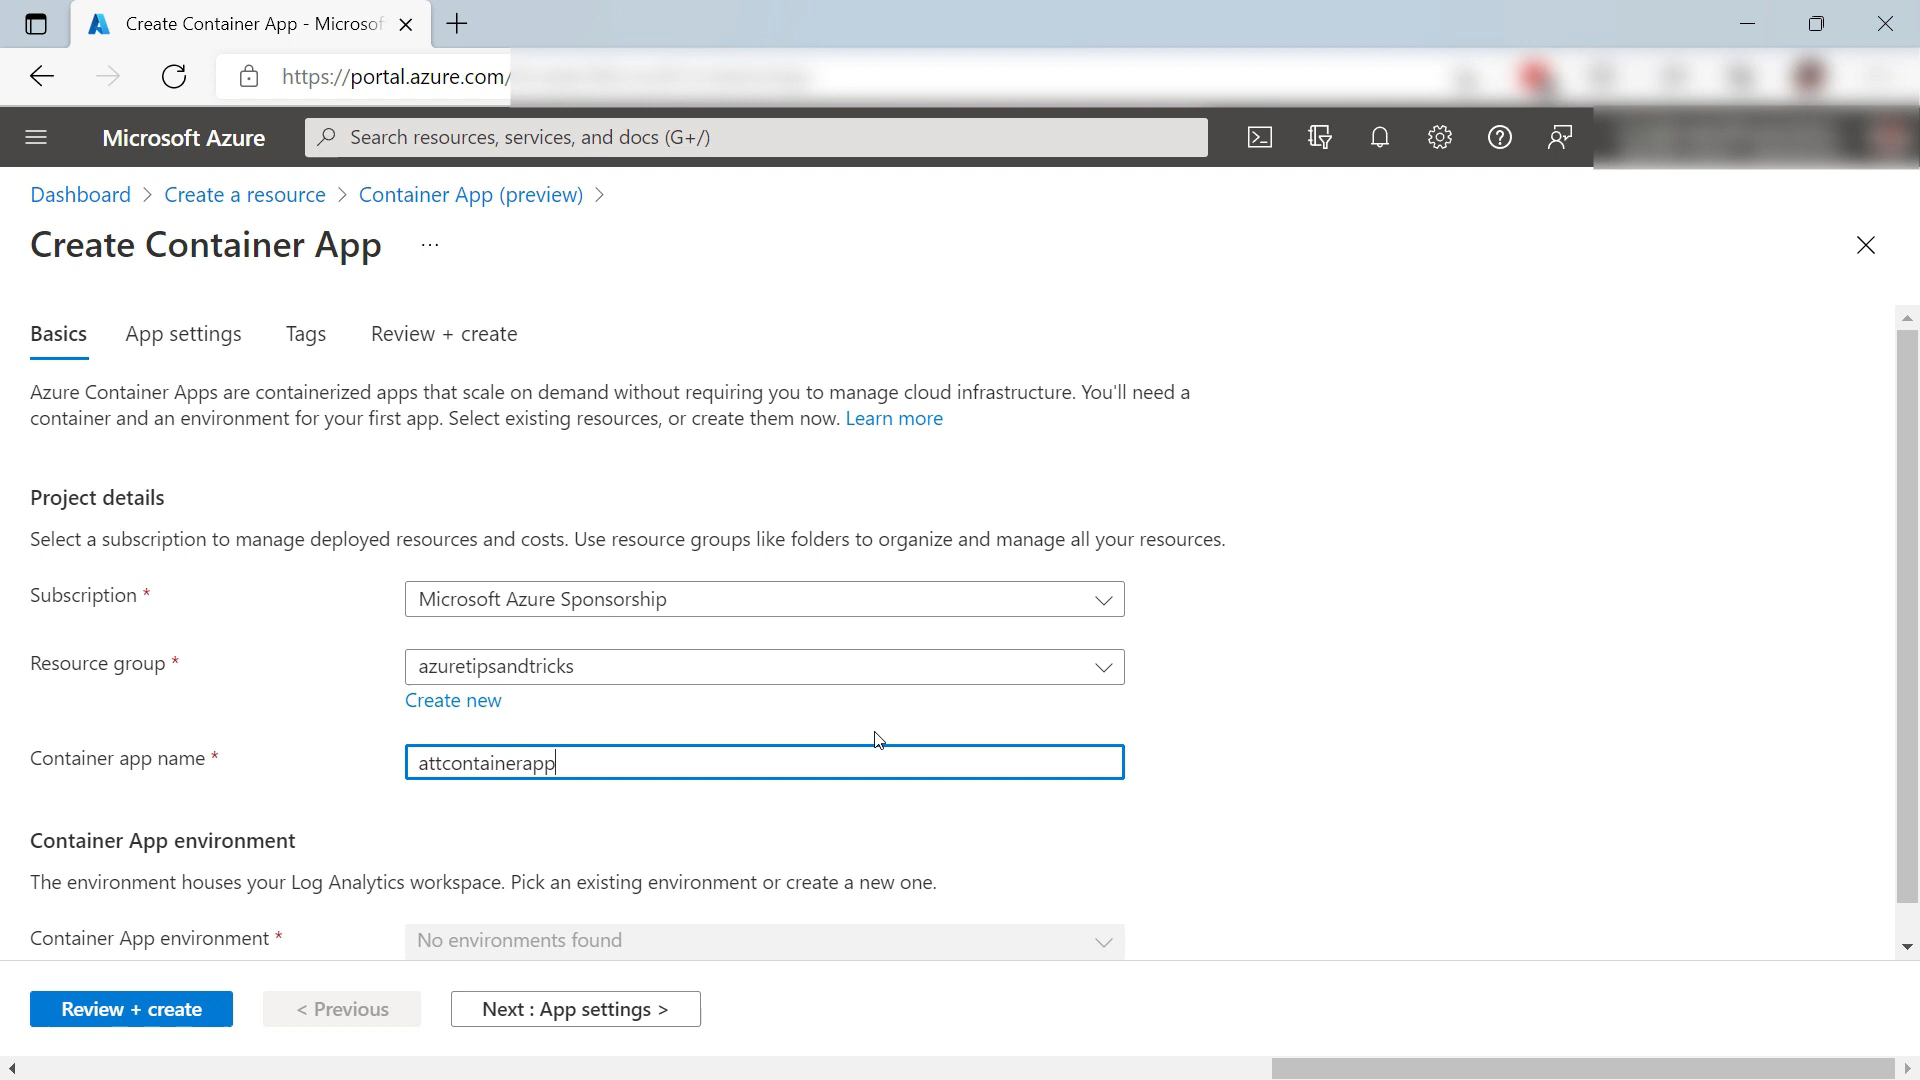 Create Container App - Microsof
https://portal.azure.com/
Microsoft Azure
Search resources, services, and docs (G+/)
Dashboard > Create a resource > Container App (preview) >
Create Container App ...
Basics App settings Tags Review + create
Azure Container Apps are containerized apps that scale on demand without requiring you to manage cloud infrastructure. You'll need a
container and an environment for your first app. Select existing resources, or create them now. Learn more
Project details
Select a subscription to manage deployed resources and costs. Use resource groups like folders to organize and manage all your resources.
Subscription * Microsoft Azure Sponsorship
Resource group * azuretipsandtricks
Create new
Container app name * attcontainerapp
Container App environment
The environment houses your Log Analytics workspace. Pick an existing environment or create a new one.
Container App environment * No environments found
Review + create < Previous Next : App settings >